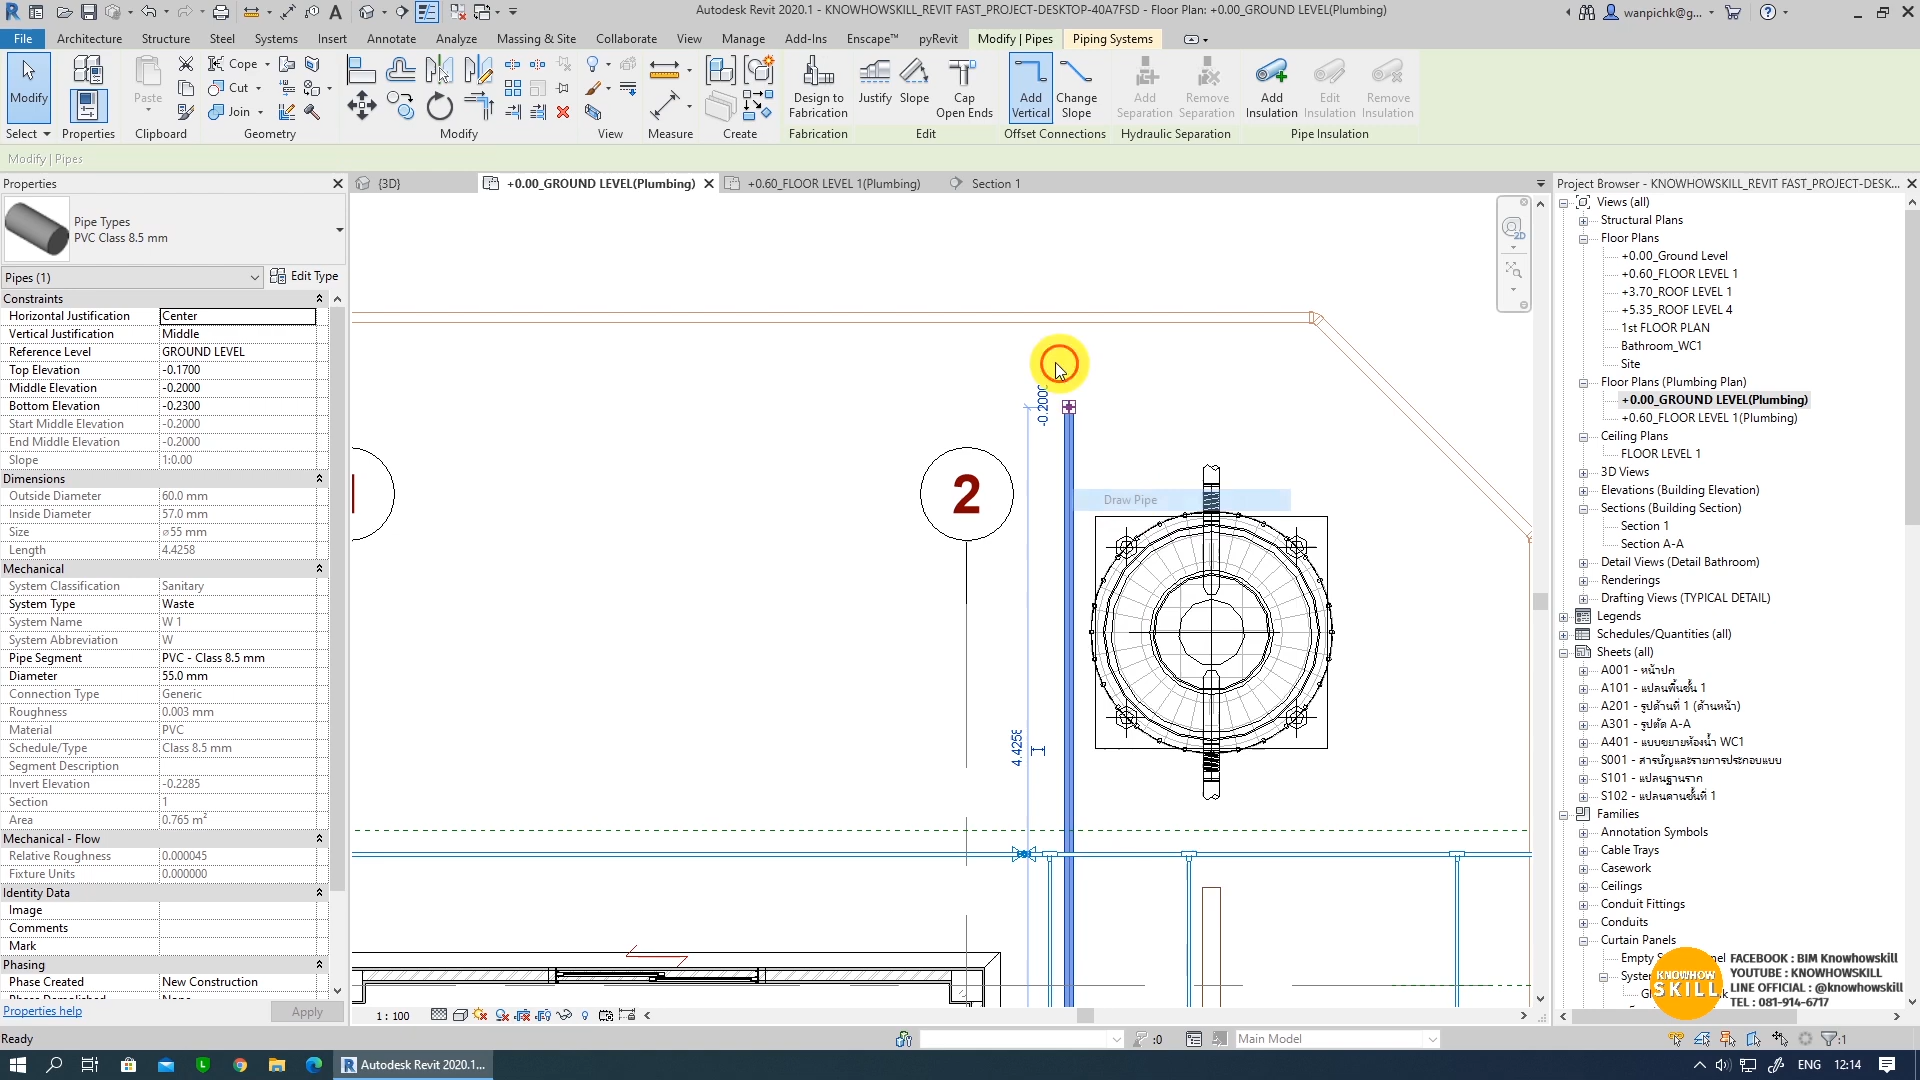 Autodesk Revit 2020.1 - KNOWHOWSKILL_REVIT FAST_PROJECT-DESKTOP-40A7FSD - Floor Plan: +0.00_GROUND LEVEL(Plumbing)
wanpichk@g...
File Architecture Structure Steel Systems Insert Annotate Analyze Massing & Site Collaborate View Manage Add-Ins Enscape™ pyRevit Modify | Pipes Piping Systems
Cope
Cut
Join
Modify
Paste
Design to Fabrication
Justify Slope
Cap Open Ends
Add Vertical
Change Slope
Add Separation
Remove Separation
Add Insulation
Edit Insulation
Remove Insulation
Select Properties Clipboard Geometry Modify View Measure Create Fabrication Edit Offset Connections Hydraulic Separation Pipe Insulation
Modify | Pipes
Properties
{3D}
+0.00_GROUND LEVEL(Plumbing)
+0.60_FLOOR LEVEL 1(Plumbing)
Section 1
Project Browser - KNOWHOWSKILL_REVIT FAST_PROJECT-DESK...
Pipe Types
PVC Class 8.5 mm
Pipes (1)
Edit Type
Constraints
Horizontal Justification Center
Vertical Justification Middle
Reference Level GROUND LEVEL
Top Elevation -0.1700
Middle Elevation -0.2000
Bottom Elevation -0.2300
Start Middle Elevation -0.2000
End Middle Elevation -0.2000
Slope 1:0.00
Dimensions
Outside Diameter 60.0 mm
Inside Diameter 57.0 mm
Size ø55 mm
Length 4.4258
Mechanical
System Classification Sanitary
System Type Waste
System Name W 1
System Abbreviation W
Pipe Segment PVC - Class 8.5 mm
Diameter 55.0 mm
Connection Type Generic
Roughness 0.003 mm
Material PVC
Schedule/Type Class 8.5 mm
Segment Description
Invert Elevation -0.2285
Section 1
Area 0.765 m²
Mechanical - Flow
Relative Roughness 0.000045
Fixture Units 0.000000
Identity Data
Image
Comments
Mark
Phasing
Phase Created New Construction
Properties help
Apply
-0.2000
2
Draw Pipe
4.4258
2D
1 : 100
Views (all)
Structural Plans
Floor Plans
+0.00_Ground Level
+0.60_FLOOR LEVEL 1
+3.70_ROOF LEVEL 1
+5.35_ROOF LEVEL 4
1st FLOOR PLAN
Bathroom_WC1
Site
Floor Plans (Plumbing Plan)
+0.00_GROUND LEVEL(Plumbing)
+0.60_FLOOR LEVEL 1(Plumbing)
Ceiling Plans
FLOOR LEVEL 1
3D Views
Elevations (Building Elevation)
Sections (Building Section)
Section 1
Section A-A
Detail Views (Detail Bathroom)
Renderings
Drafting Views (TYPICAL DETAIL)
Legends
Schedules/Quantities (all)
Sheets (all)
A001 - หน้าปก
A101 - แปลนพื้นชั้น 1
A201 - รูปด้านที่ 1 (ด้านหน้า)
A301 - รูปตัด A-A
A401 - แบบขยายห้องน้ำ WC1
S001 - สารบัญและรายการประกอบแบบ
S101 - แปลนฐานราก
S102 - แปลนคานชั้นที่ 1
Families
Annotation Symbols
Cable Trays
Casework
Ceilings
Conduit Fittings
Conduits
Curtain Panels
KNOWHOW SKILL
FACEBOOK : BIM Knowhowskill
YOUTUBE : KNOWHOWSKILL
LINE OFFICIAL : @knowhowskill
TEL : 081-914-6717
Ready
:0
Main Model
:1
Autodesk Revit 2020.1...
ENG 12:14